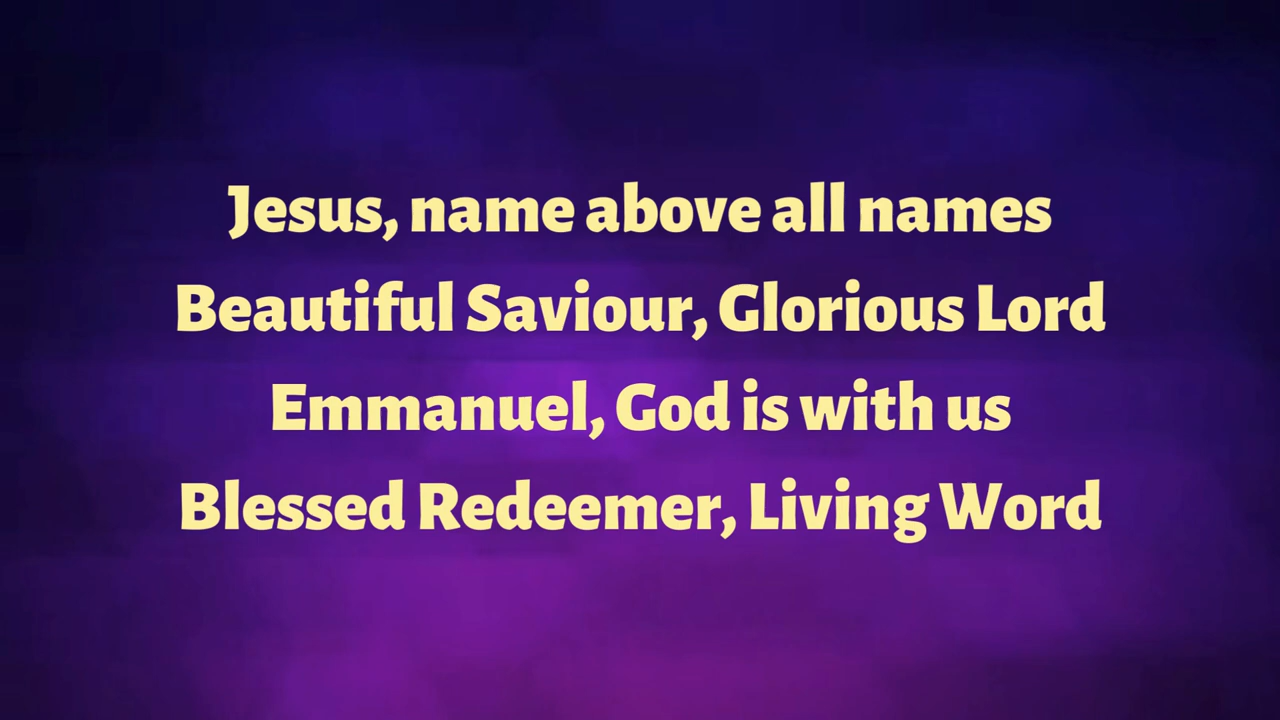 Jesus, name above all names
Beautiful Saviour, Glorious Lord
Emmanuel, God is with us
Blessed Redeemer, Living Word